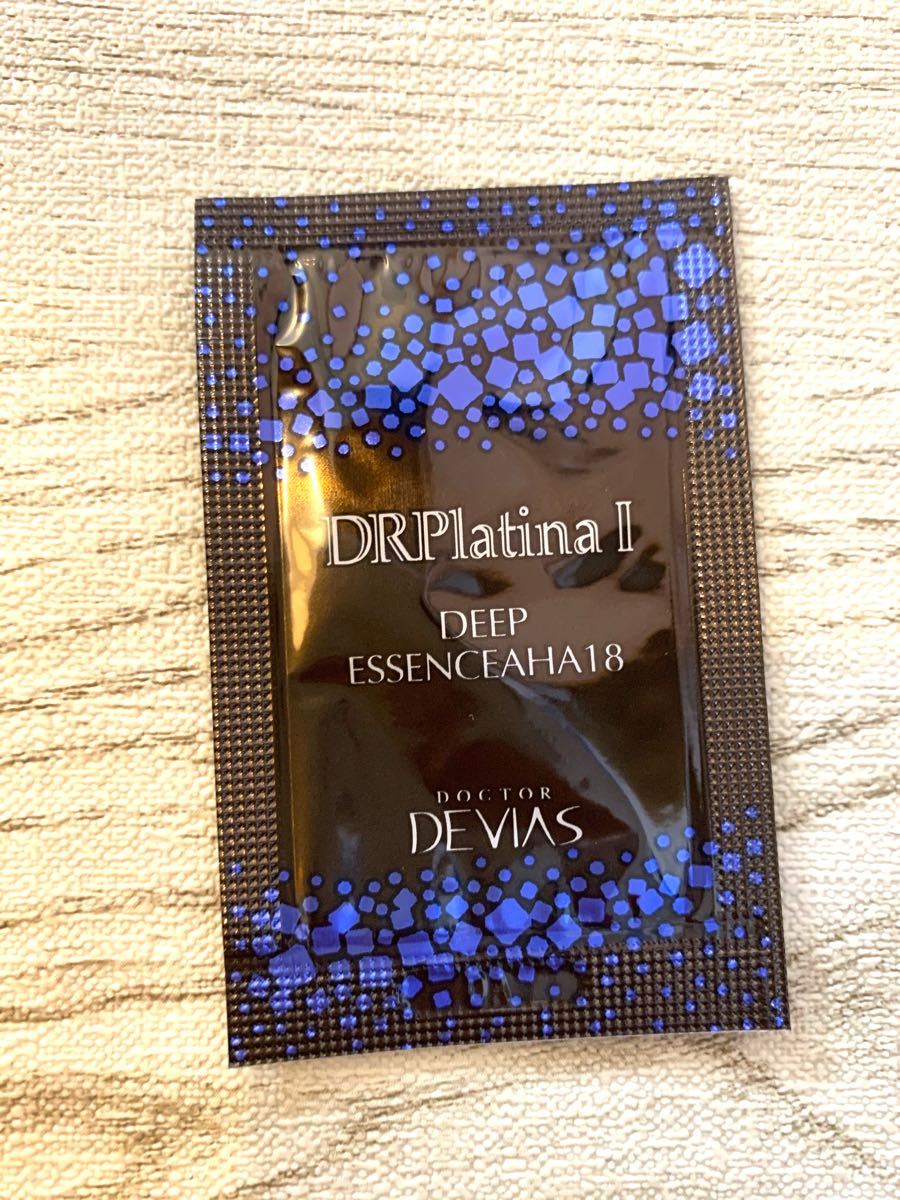 DRPlatina I
DEEP
ESSENCEAHA18
DOCTOR
DEVIAS